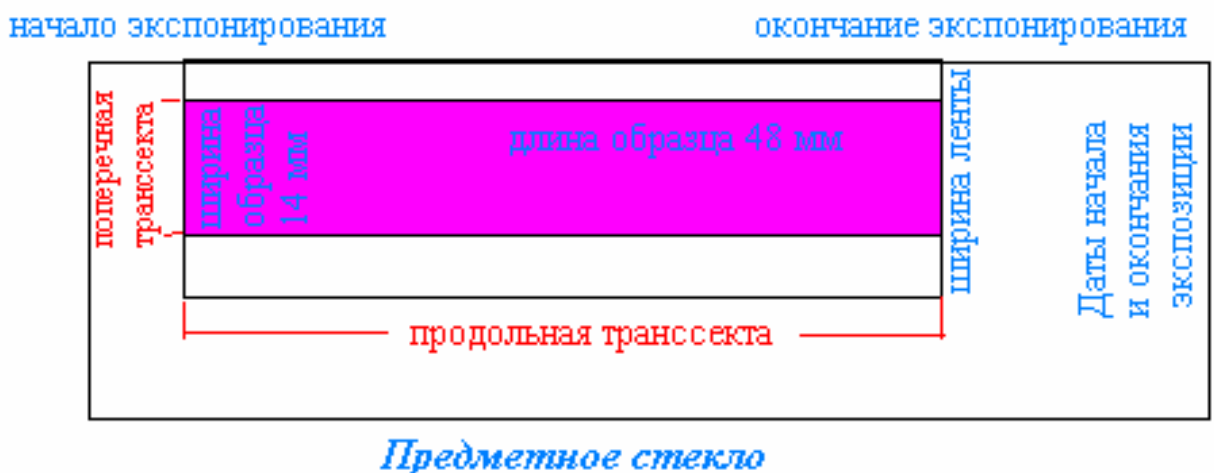 начало экспонирования
окончание экспонирования
поперечная
транссекта
ширина
образца
14 мм
длина образца 48 мм
ширина ленты
Даты начала
и окончания
экспозиции
продольная транссекта
Предметное стекло